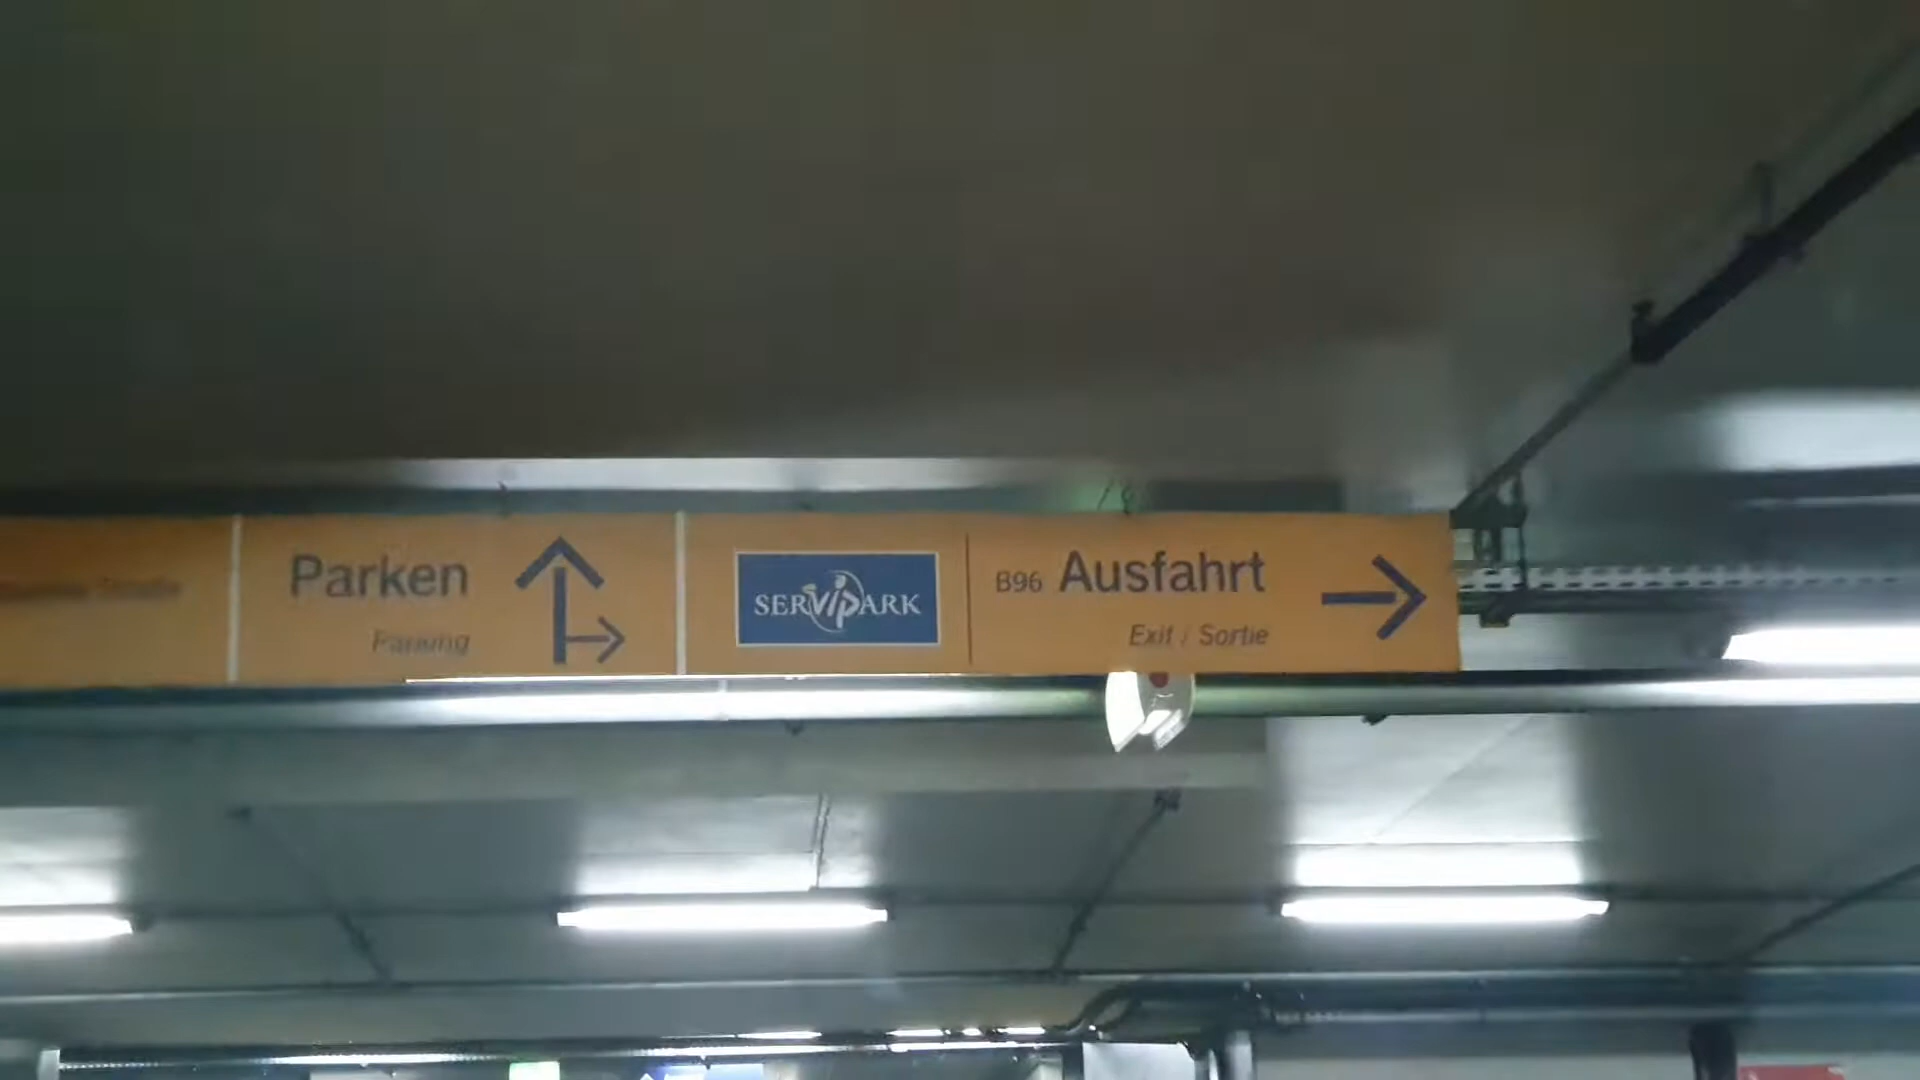 Parken
Parking
SERVIPARK
B96 Ausfahrt
Exit / Sortie